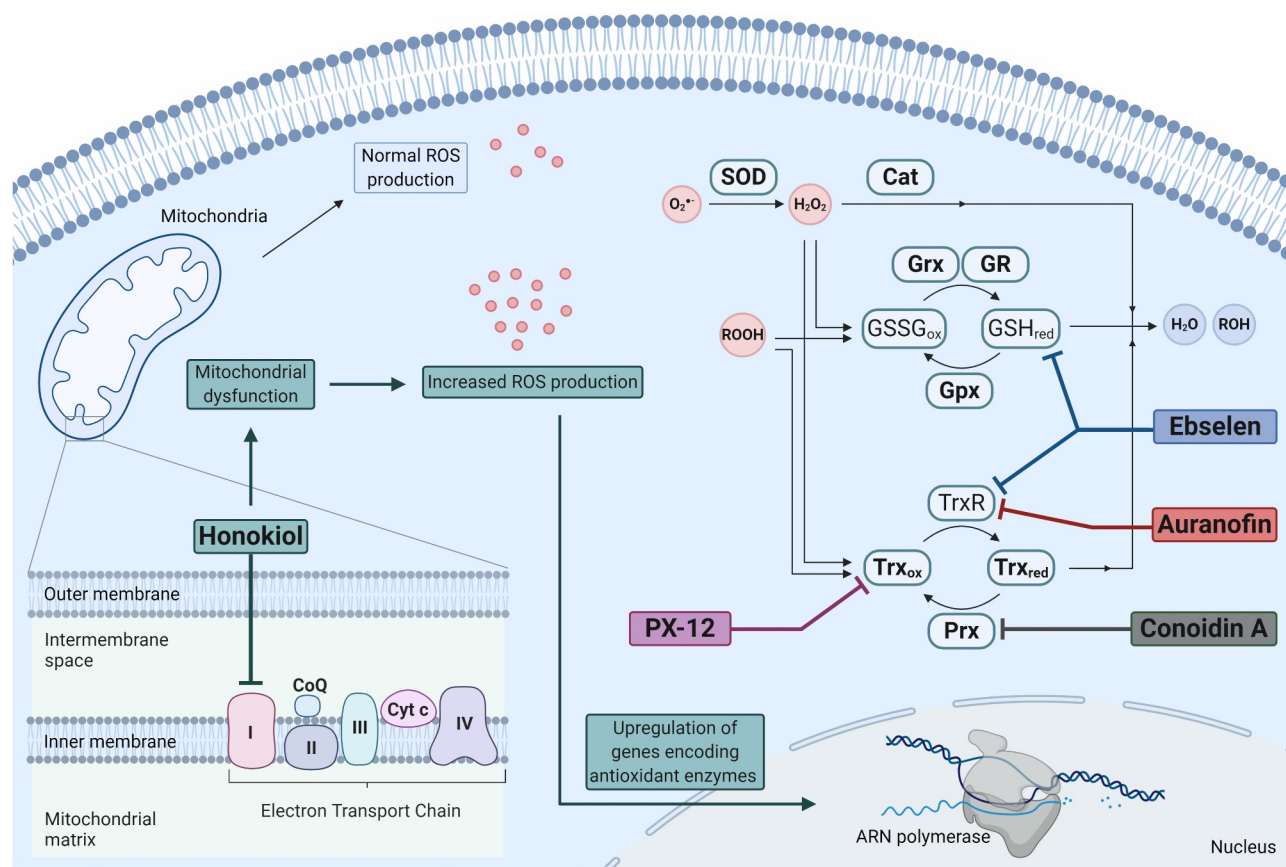 Normal ROS
production
Mitochondria
SOD
Cat
O₂•-
H₂O₂
Grx
GR
ROOH
GSSGox
GSHred
H₂O
ROH
Gpx
Mitochondrial
dysfunction
Increased ROS production
Ebselen
TrxR
Auranofin
Honokiol
Trxox
Trxred
Outer membrane
PX-12
Prx
Conoidin A
Intermembrane
space
CoQ
Cyt c
I
II
III
IV
Inner membrane
Upregulation of
genes encoding
antioxidant enzymes
Electron Transport Chain
Mitochondrial
matrix
ARN polymerase
Nucleus